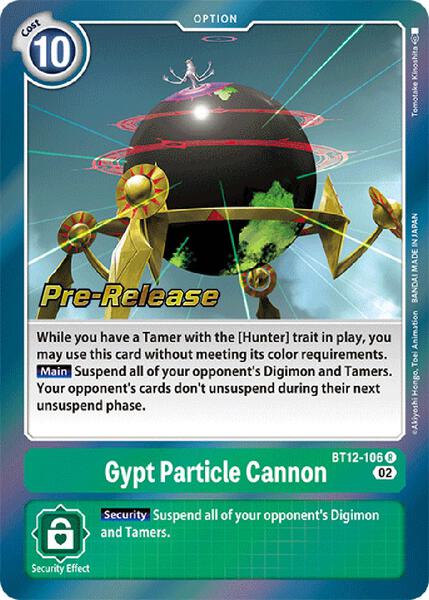 OPTION
Cost
10
Tomotake Kinoshita
Pre-Release
©Akiyoshi Hongo, Toei Animation BANDAI MADE IN JAPAN
While you have a Tamer with the [Hunter] trait in play, you
may use this card without meeting its color requirements.
Main Suspend all of your opponent's Digimon and Tamers.
Your opponent's cards don't unsuspend during their next
unsuspend phase.
BT12-106 R
Gypt Particle Cannon
02
Security Suspend all of your opponent's Digimon
and Tamers.
Security Effect